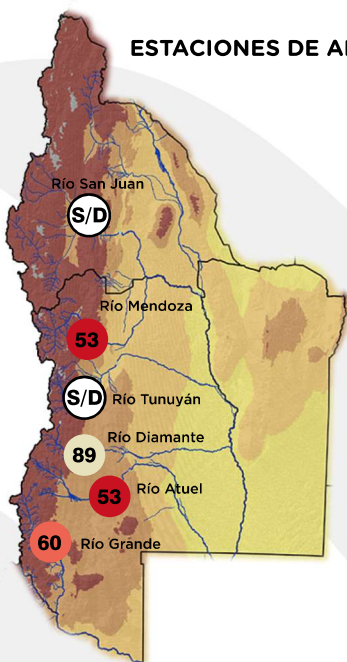 ESTACIONES DE
Río San Juan
S/D
Río Mendoza
53
S/D
Río Tunuyán
Río Diamante
89
Río Atuel
53
60
Río Grande